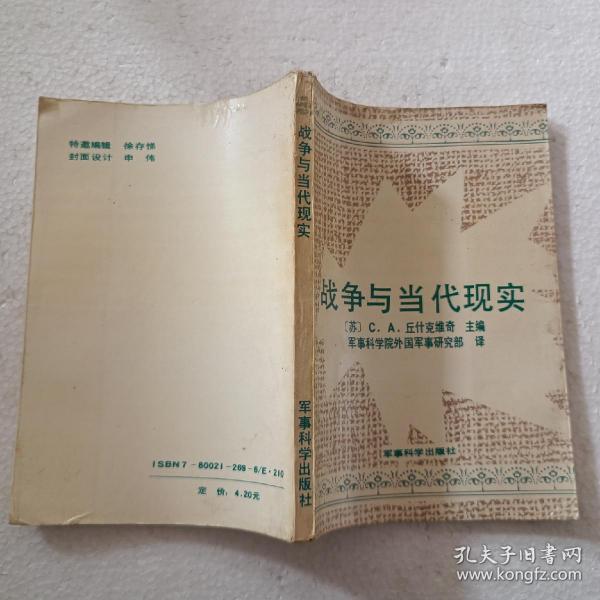 特邀编辑 徐存悌
封面设计 申伟
ISBN7-80021-269-6/E·210
定价：4.20元
战争与当代现实
军事科学出版社
战争与当代现实
〔苏〕C.A.丘什克维奇 主编
军事科学院外国军事研究部 译
军事科学出版社
孔夫子旧书网
www.kongfz.com